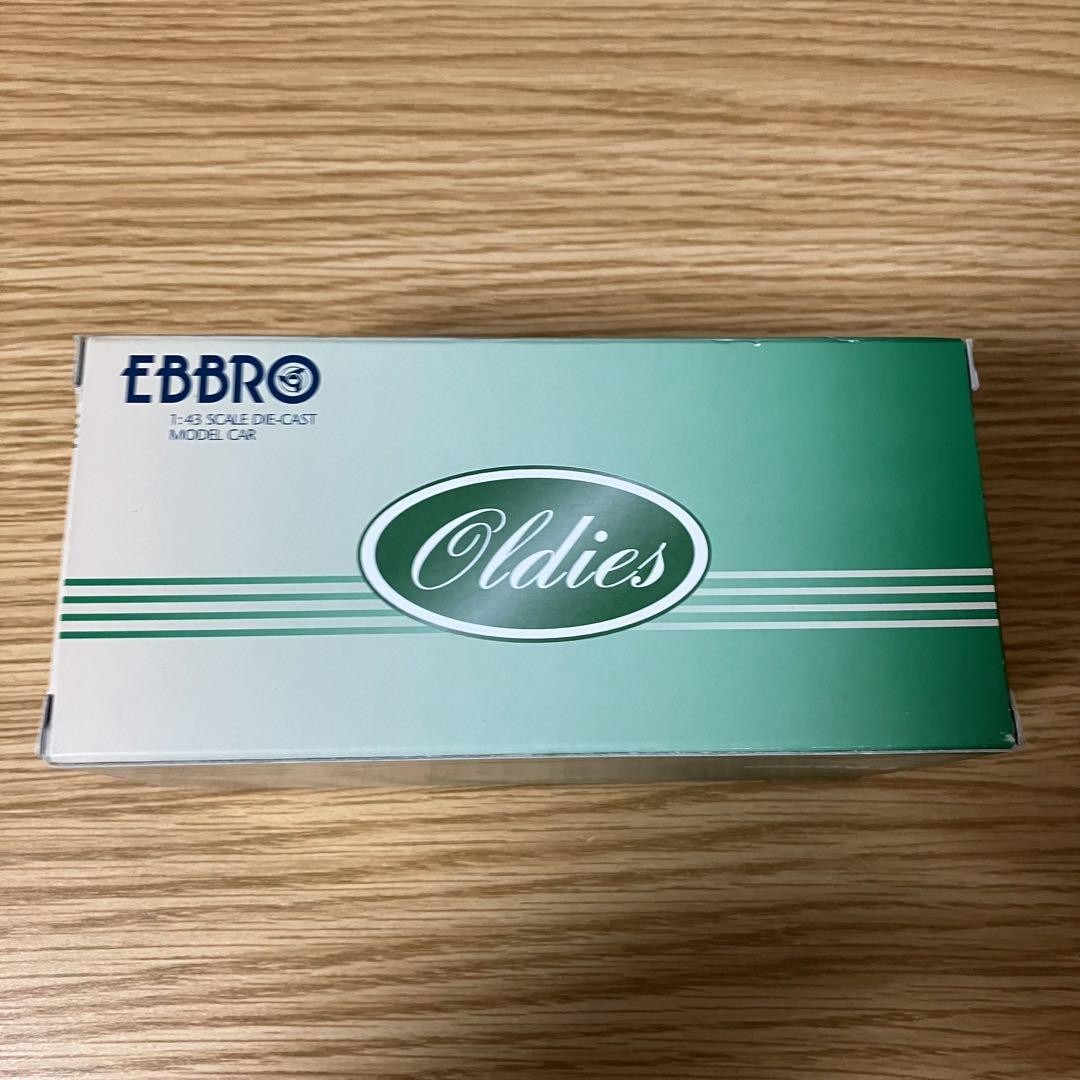 EBBRO
1:43 SCALE DIE-CAST
MODEL CAR
Oldies